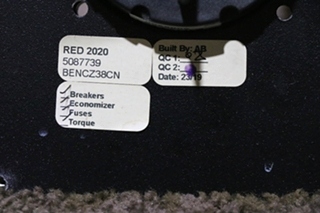 RED 2020
5087739
BENCZ38CN
Built By: AB
QC 1:
QC 2:
Date: 23/19
Breakers
Economizer
Fuses
Torque